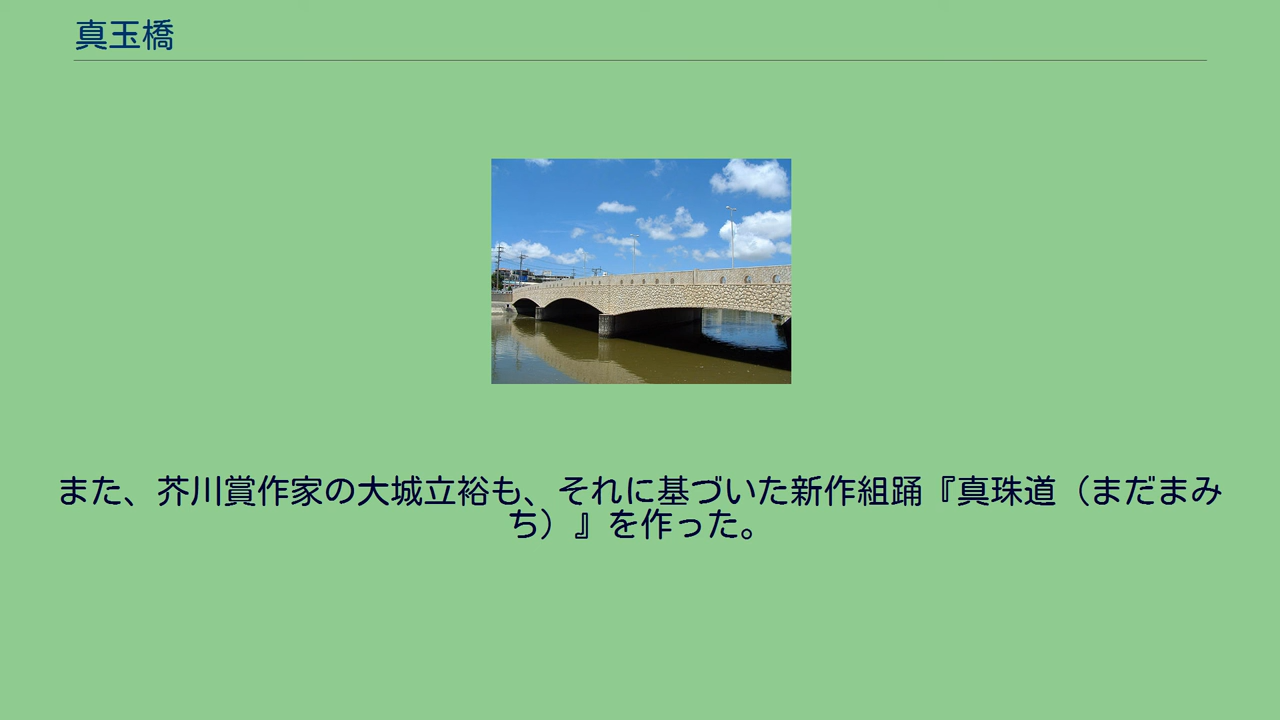 真玉橋
また、芥川賞作家の大城立裕も、それに基づいた新作組踊『真珠道（まだまみ
ち）』を作った。